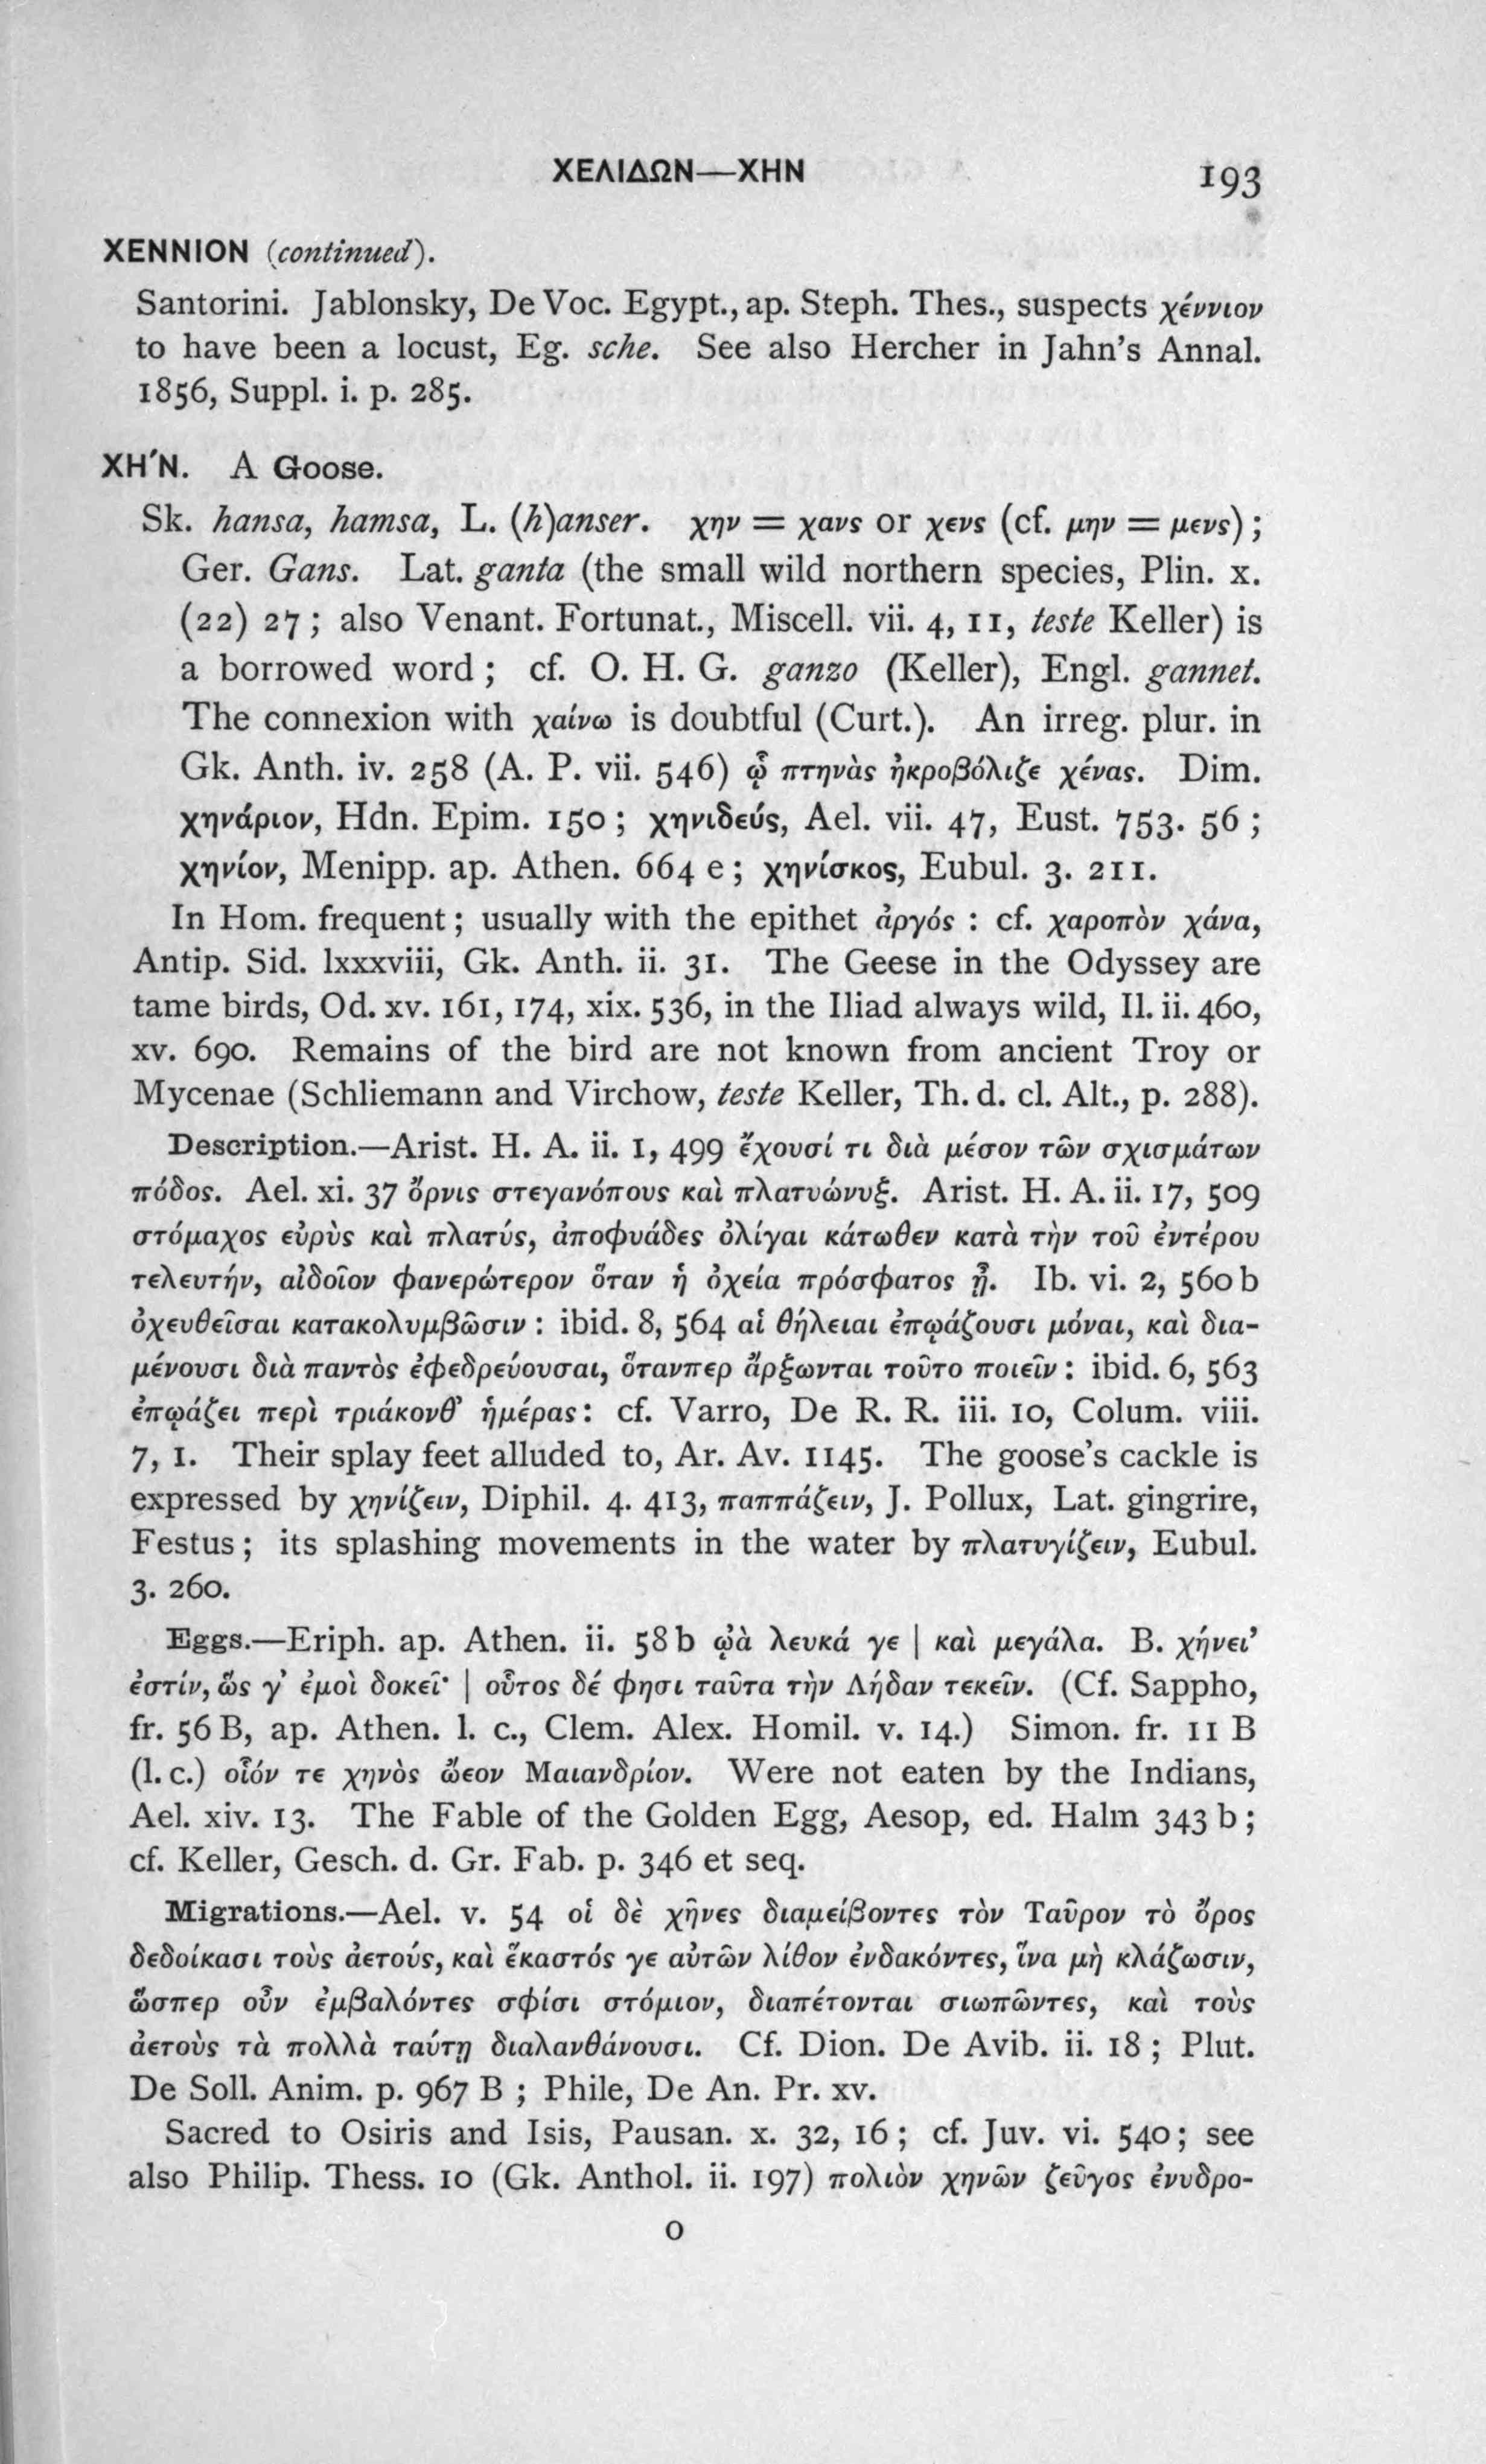 ΧΕΛΙΔΩΝ—ΧΗΝ 193
ΧΕΝΝΙΟΝ (continued).
Santorini. Jablonsky, De Voc. Egypt., ap. Steph. Thes., suspects χέννιον
to have been a locust, Eg. sche. See also Hercher in Jahn's Annal.
1856, Suppl. i. p. 285.
ΧΗ´Ν. A Goose.
Sk. hansa, hamsa, L. (h)anser. χην = χανς or χενς (cf. μην = μενς);
Ger. Gans. Lat. ganta (the small wild northern species, Plin. x.
(22) 27; also Venant. Fortunat., Miscell. vii. 4, 11, teste Keller) is
a borrowed word; cf. O. H. G. ganzo (Keller), Engl. gannet.
The connexion with χαίνω is doubtful (Curt.). An irreg. plur. in
Gk. Anth. iv. 258 (A. P. vii. 546) ᾧ πτηνὰς ἠκροβόλιζε χένας. Dim.
χηνάριον, Hdn. Epim. 150; χηνιδεύς, Ael. vii. 47, Eust. 753. 56;
χηνίον, Menipp. ap. Athen. 664 e; χηνίσκος, Eubul. 3. 211.
In Hom. frequent; usually with the epithet ἀργός : cf. χαροπὸν χάνα,
Antip. Sid. lxxxviii, Gk. Anth. ii. 31. The Geese in the Odyssey are
tame birds, Od. xv. 161, 174, xix. 536, in the Iliad always wild, Il. ii. 460,
xv. 690. Remains of the bird are not known from ancient Troy or
Mycenae (Schliemann and Virchow, teste Keller, Th. d. cl. Alt., p. 288).
Description.—Arist. H. A. ii. 1, 499 ἔχουσί τι διὰ μέσον τῶν σχισμάτων
πόδος. Ael. xi. 37 ὄρνις στεγανόπους καὶ πλατυώνυξ. Arist. H. A. ii. 17, 509
στόμαχος εὐρὺς καὶ πλατύς, ἀποφυάδες ὀλίγαι κάτωθεν κατὰ τὴν τοῦ ἐντέρου
τελευτήν, αἰδοῖον φανερώτερον ὅταν ἡ ὀχεία πρόσφατος ᾖ. Ib. vi. 2, 560 b
ὀχευθεῖσαι κατακολυμβῶσιν : ibid. 8, 564 αἱ θήλειαι ἐπῳάζουσι μόναι, καὶ δια-
μένουσι διὰ παντὸς ἐφεδρεύουσαι, ὅτανπερ ἄρξωνται τοῦτο ποιεῖν : ibid. 6, 563
ἐπῳάζει περὶ τριάκονθ’ ἡμέρας: cf. Varro, De R. R. iii. 10, Colum. viii.
7, 1. Their splay feet alluded to, Ar. Av. 1145. The goose's cackle is
expressed by χηνίζειν, Diphil. 4. 413, παππάζειν, J. Pollux, Lat. gingrire,
Festus; its splashing movements in the water by πλατυγίζειν, Eubul.
3. 260.
Eggs.—Eriph. ap. Athen. ii. 58 b ᾠὰ λευκά γε | καὶ μεγάλα. Β. χήνει’
ἐστίν, ὥς γ’ ἐμοὶ δοκεῖ· | οὗτος δέ φησι ταῦτα τὴν Λήδαν τεκεῖν. (Cf. Sappho,
fr. 56 B, ap. Athen. l. c., Clem. Alex. Homil. v. 14.) Simon. fr. 11 B
(l. c.) οἷόν τε χηνὸς ὤεον Μαιανδρίον. Were not eaten by the Indians,
Ael. xiv. 13. The Fable of the Golden Egg, Aesop, ed. Halm 343 b;
cf. Keller, Gesch. d. Gr. Fab. p. 346 et seq.
Migrations.—Ael. v. 54 οἱ δὲ χῆνες διαμείβοντες τὸν Ταῦρον τὸ ὄρος
δεδοίκασι τοὺς ἀετούς, καὶ ἕκαστός γε αὐτῶν λίθον ἐνδακόντες, ἵνα μὴ κλάζωσιν,
ὥσπερ οὖν ἐμβαλόντες σφίσι στόμιον, διαπέτονται σιωπῶντες, καὶ τοὺς
ἀετοὺς τὰ πολλὰ ταύτῃ διαλανθάνουσι. Cf. Dion. De Avib. ii. 18; Plut.
De Soll. Anim. p. 967 B; Phile, De An. Pr. xv.
Sacred to Osiris and Isis, Pausan. x. 32, 16; cf. Juv. vi. 540; see
also Philip. Thess. 10 (Gk. Anthol. ii. 197) πολιὸν χηνῶν ζεῦγος ἐνυδρο-
O